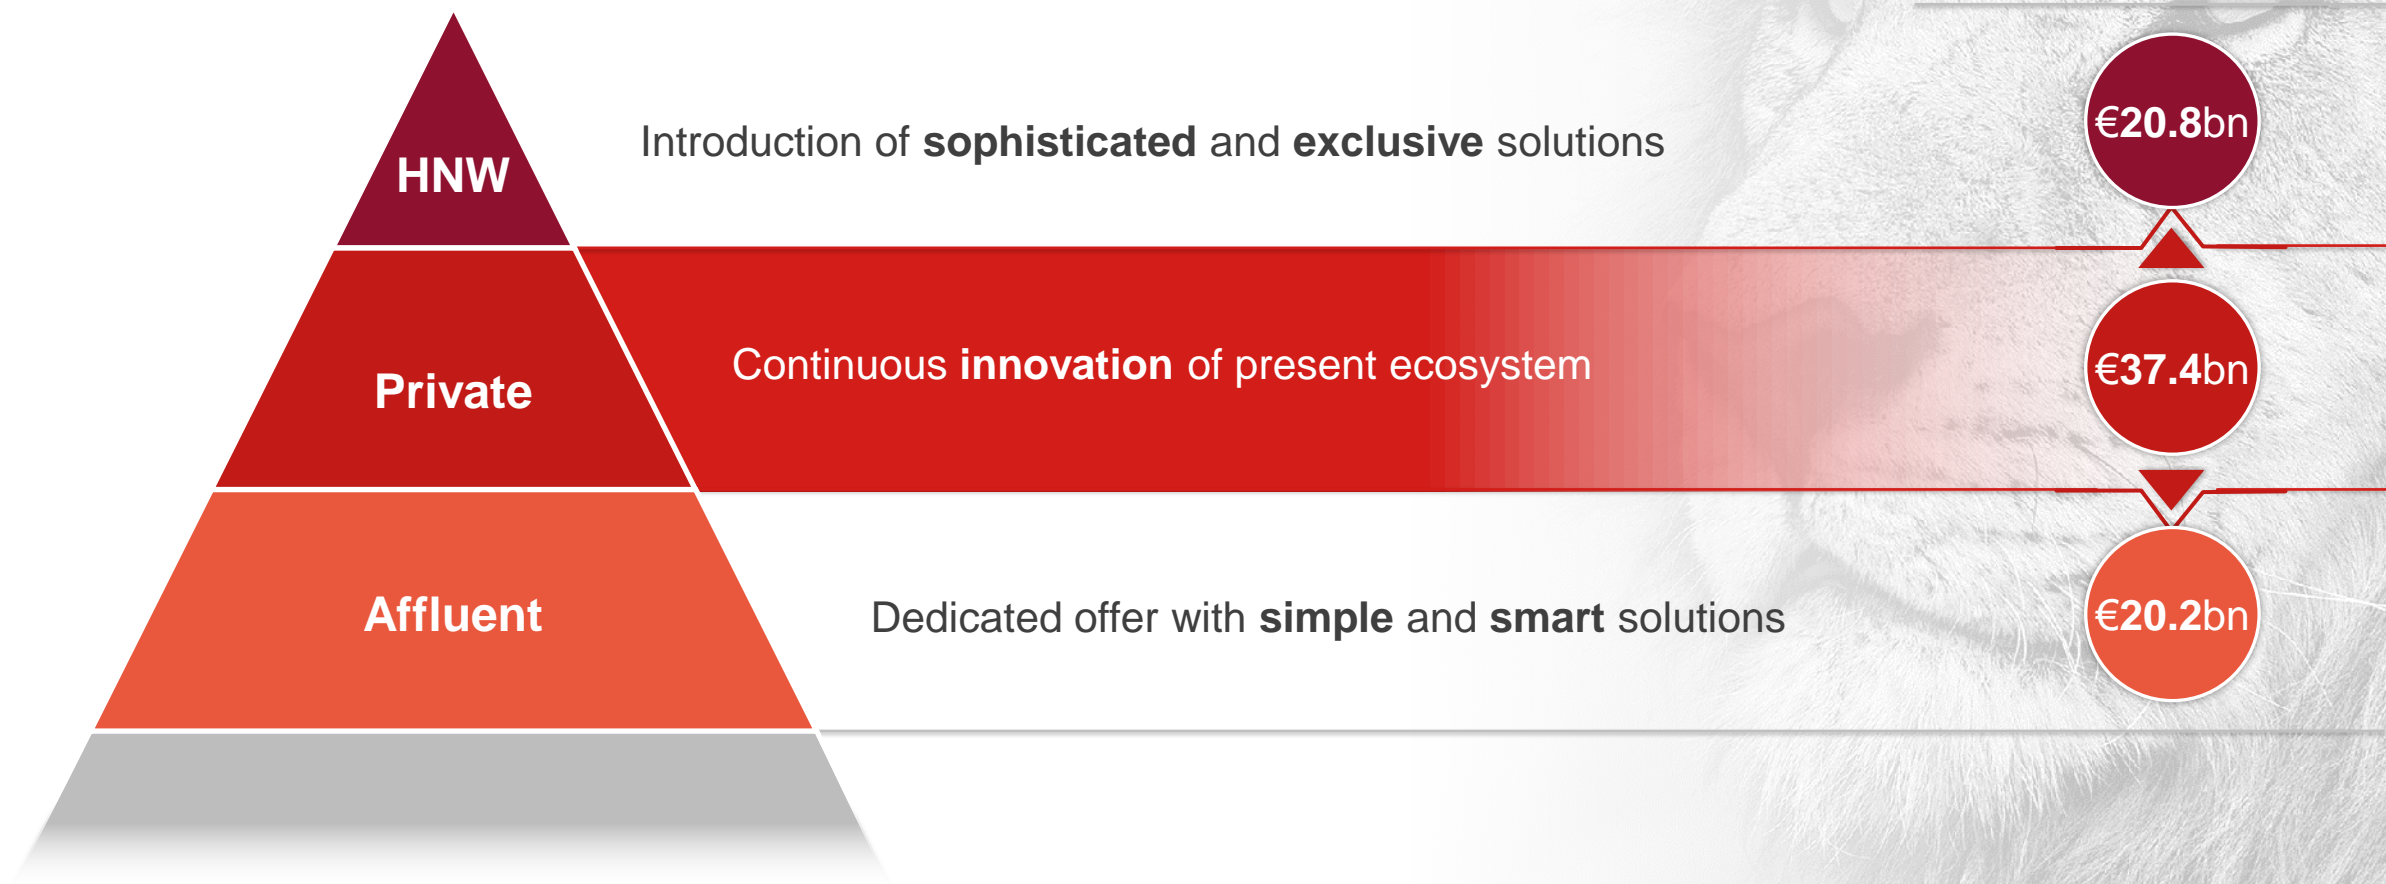 HNW
Introduction of sophisticated and exclusive solutions
€20.8bn
Private
Continuous innovation of present ecosystem
€37.4bn
Affluent
Dedicated offer with simple and smart solutions
€20.2bn